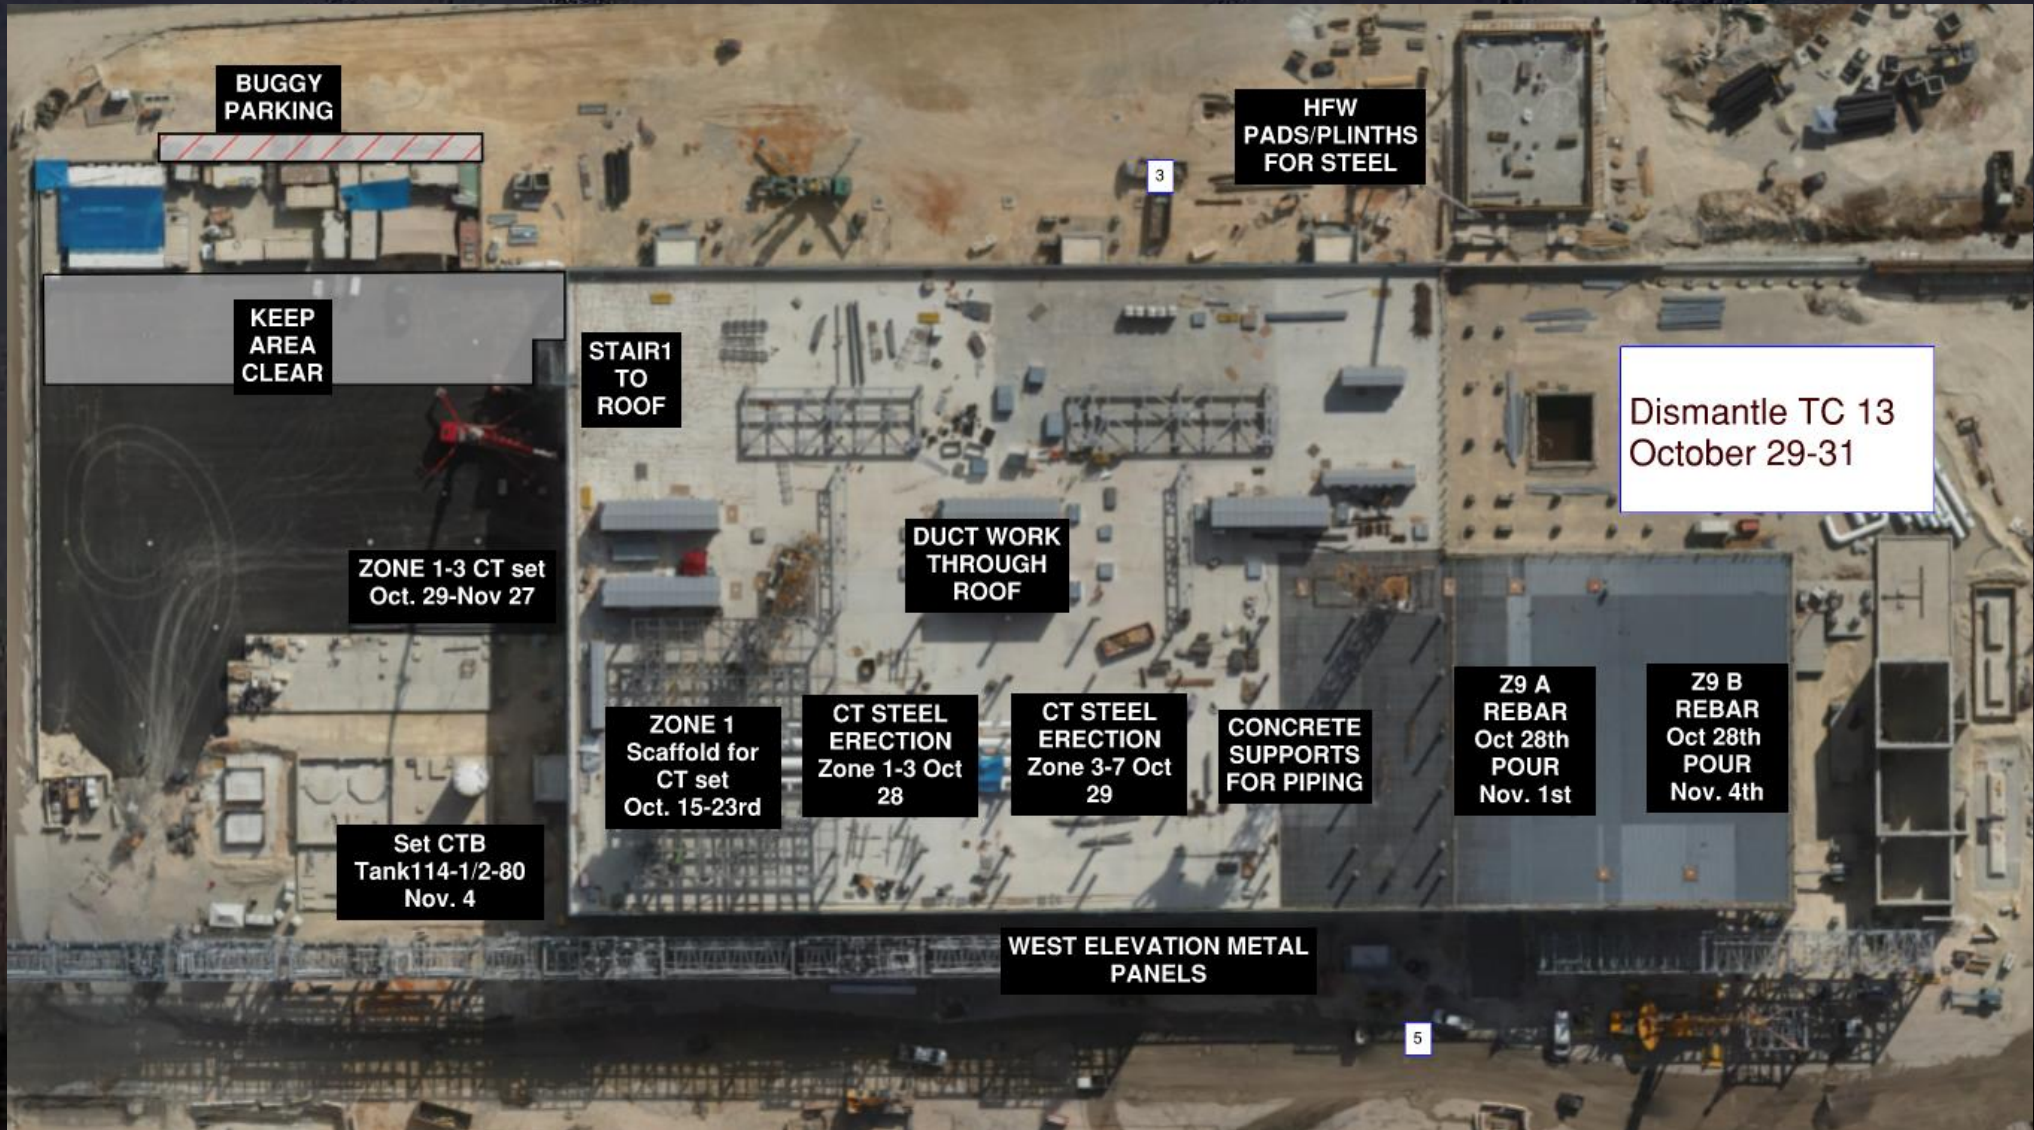 BUGGY
PARKING
HFW
PADS/PLINTHS
FOR STEEL
3
KEEP
AREA
CLEAR
STAIR1
TO
ROOF
Dismantle TC 13
October 29-31
DUCT WORK
THROUGH
ROOF
ZONE 1-3 CT set
Oct. 29-Nov 27
ZONE 1
Scaffold for
CT set
Oct. 15-23rd
CT STEEL
ERECTION
Zone 1-3 Oct
28
CT STEEL
ERECTION
Zone 3-7 Oct
29
CONCRETE
SUPPORTS
FOR PIPING
Z9 A
REBAR
Oct 28th
POUR
Nov. 1st
Z9 B
REBAR
Oct 28th
POUR
Nov. 4th
Set CTB
Tank114-1/2-80
Nov. 4
WEST ELEVATION METAL
PANELS
5